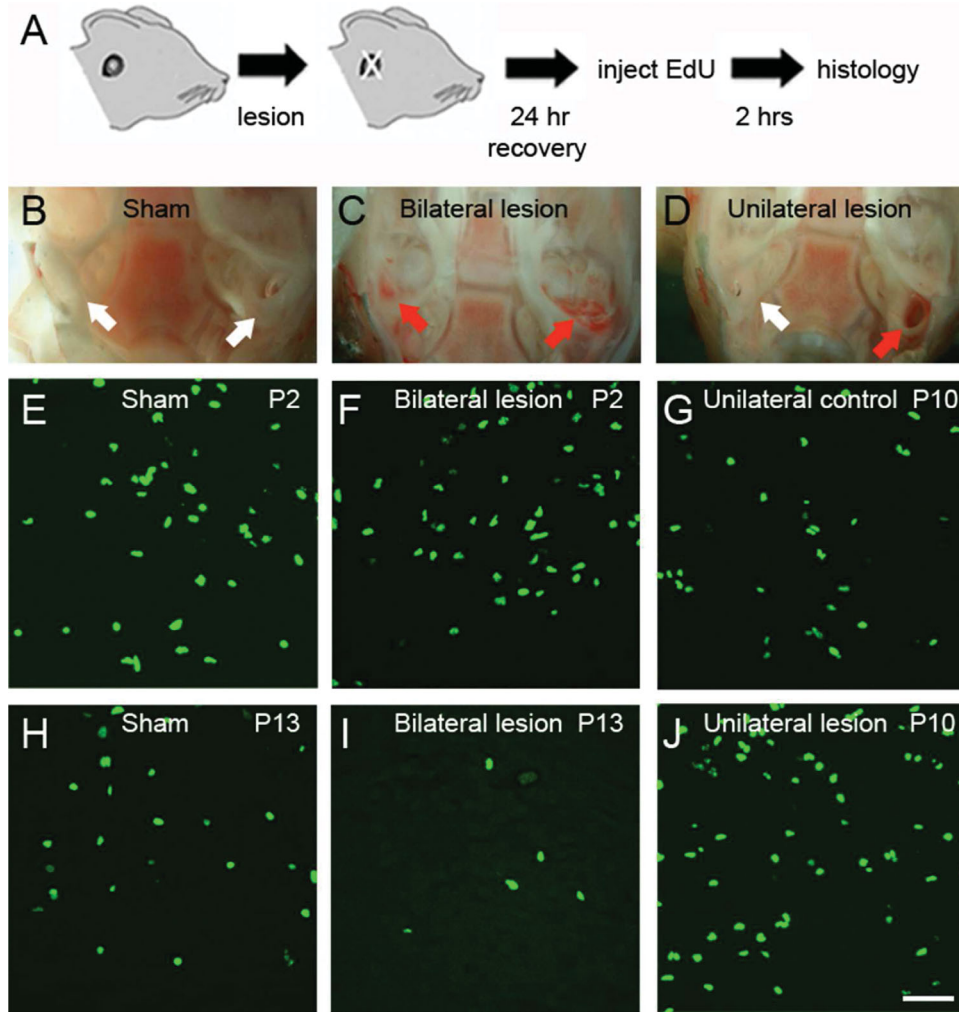 A
lesion
24 hr
recovery
inject EdU
2 hrs
histology
B Sham
C Bilateral lesion
D Unilateral lesion
E Sham P2
F Bilateral lesion P2
G Unilateral control P10
H Sham P13
I Bilateral lesion P13
J Unilateral lesion P10